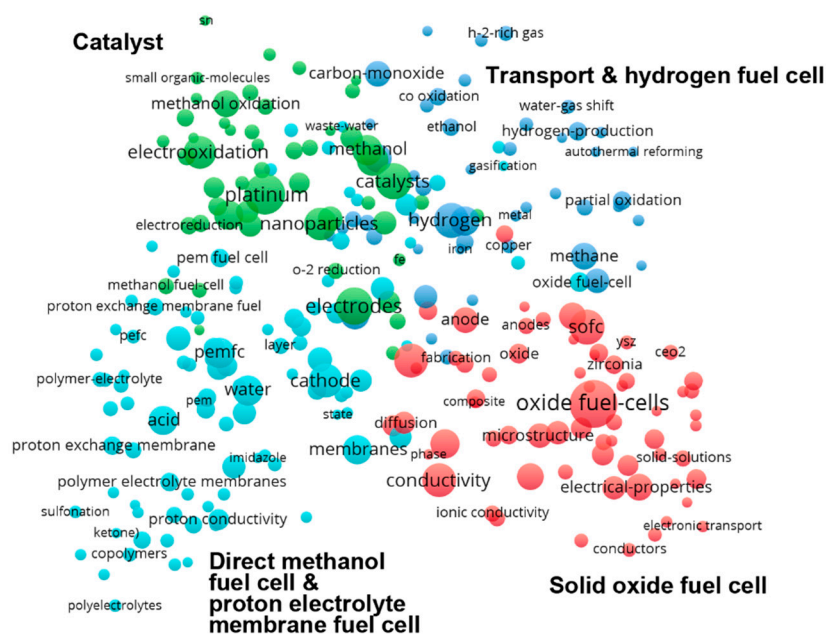 sn
h-2-rich gas
Catalyst
small organic-molecules
carbon-monoxide
Transport & hydrogen fuel cell
methanol oxidation
co oxidation
water-gas shift
waste-water
ethanol
hydrogen-production
electrooxidation
methanol
gasification
autothermal reforming
catalysts
platinum
partial oxidation
electroreduction
nanoparticles
hydrogen
metal
iron
copper
pem fuel cell
fe
methane
o-2 reduction
methanol fuel-cell
oxide fuel-cell
proton exchange membrane fuel
electrodes
anode
anodes
sofc
pefc
layer
ysz
pemfc
fabrication
oxide
ceo2
zirconia
polymer-electrolyte
water
cathode
pem
composite
oxide fuel-cells
acid
state
diffusion
microstructure
proton exchange membrane
membranes
phase
imidazole
solid-solutions
polymer electrolyte membranes
conductivity
electrical-properties
sulfonation
proton conductivity
ionic conductivity
electronic transport
ketone)
copolymers
conductors
Direct methanol
fuel cell &
proton electrolyte
membrane fuel cell
Solid oxide fuel cell
polyelectrolytes